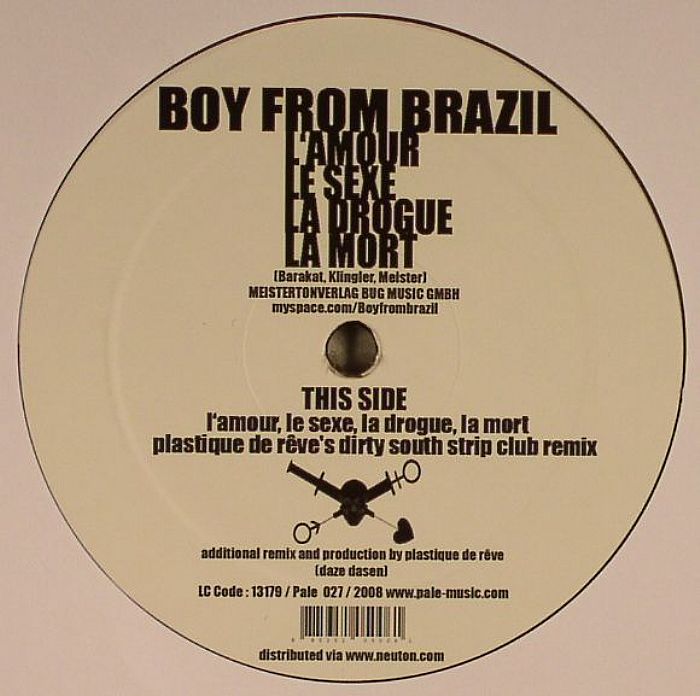 BOY FROM BRAZIL
L'AMOUR
LE SEXE
LA DROGUE
LA MORT
(Barakat, Klingler, Meister)
MEISTERTONVERLAG BUG MUSIC GMBH
myspace.com/Boyfrombrazil
THIS SIDE
l'amour, le sexe, la drogue, la mort
plastique de rêve's dirty south strip club remix
additional remix and production by plastique de rêve
(daze dasen)
LC Code : 13179 / Pale 027 / 2008 www.pale-music.com
distributed via www.neuton.com